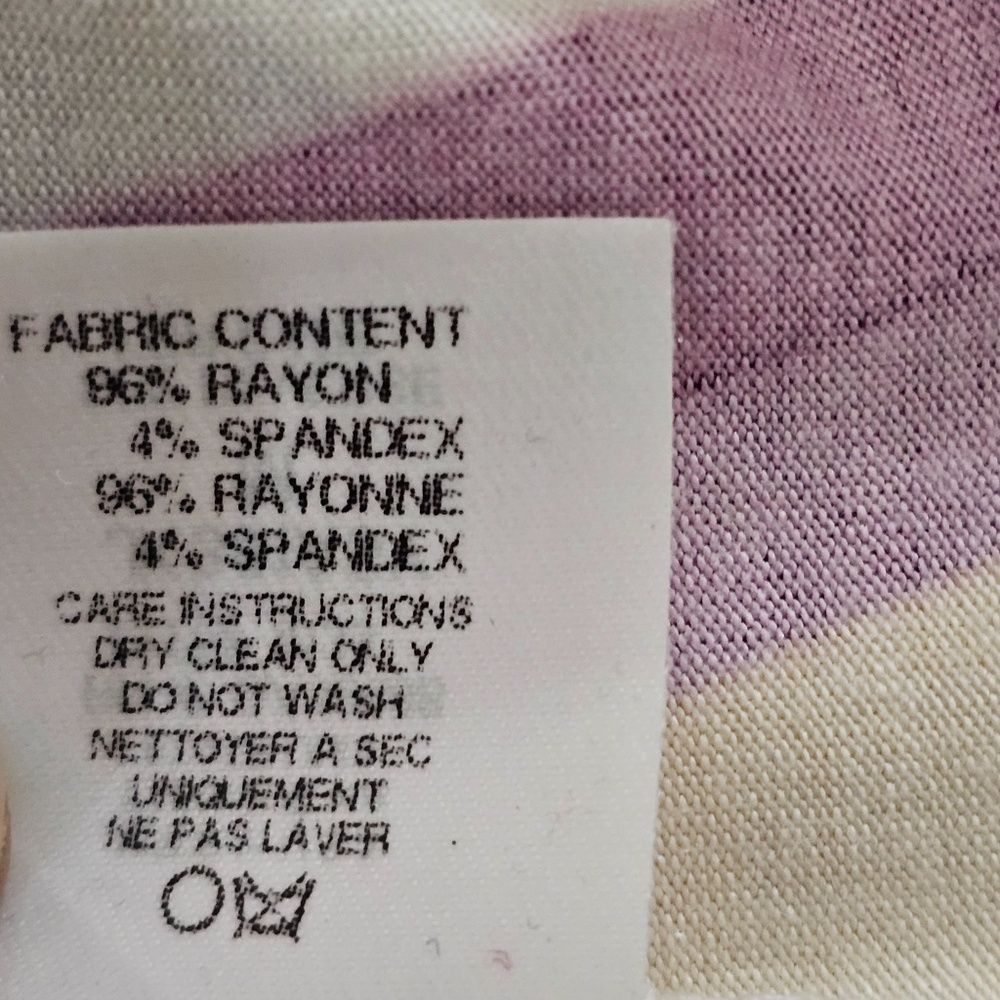 FABRIC CONTENT
96% RAYON
4% SPANDEX
96% RAYONNE
4% SPANDEX
CARE INSTRUCTIONS
DRY CLEAN ONLY
DO NOT WASH
NETTOYER A SEC
UNIQUEMENT
NE PAS LAVER